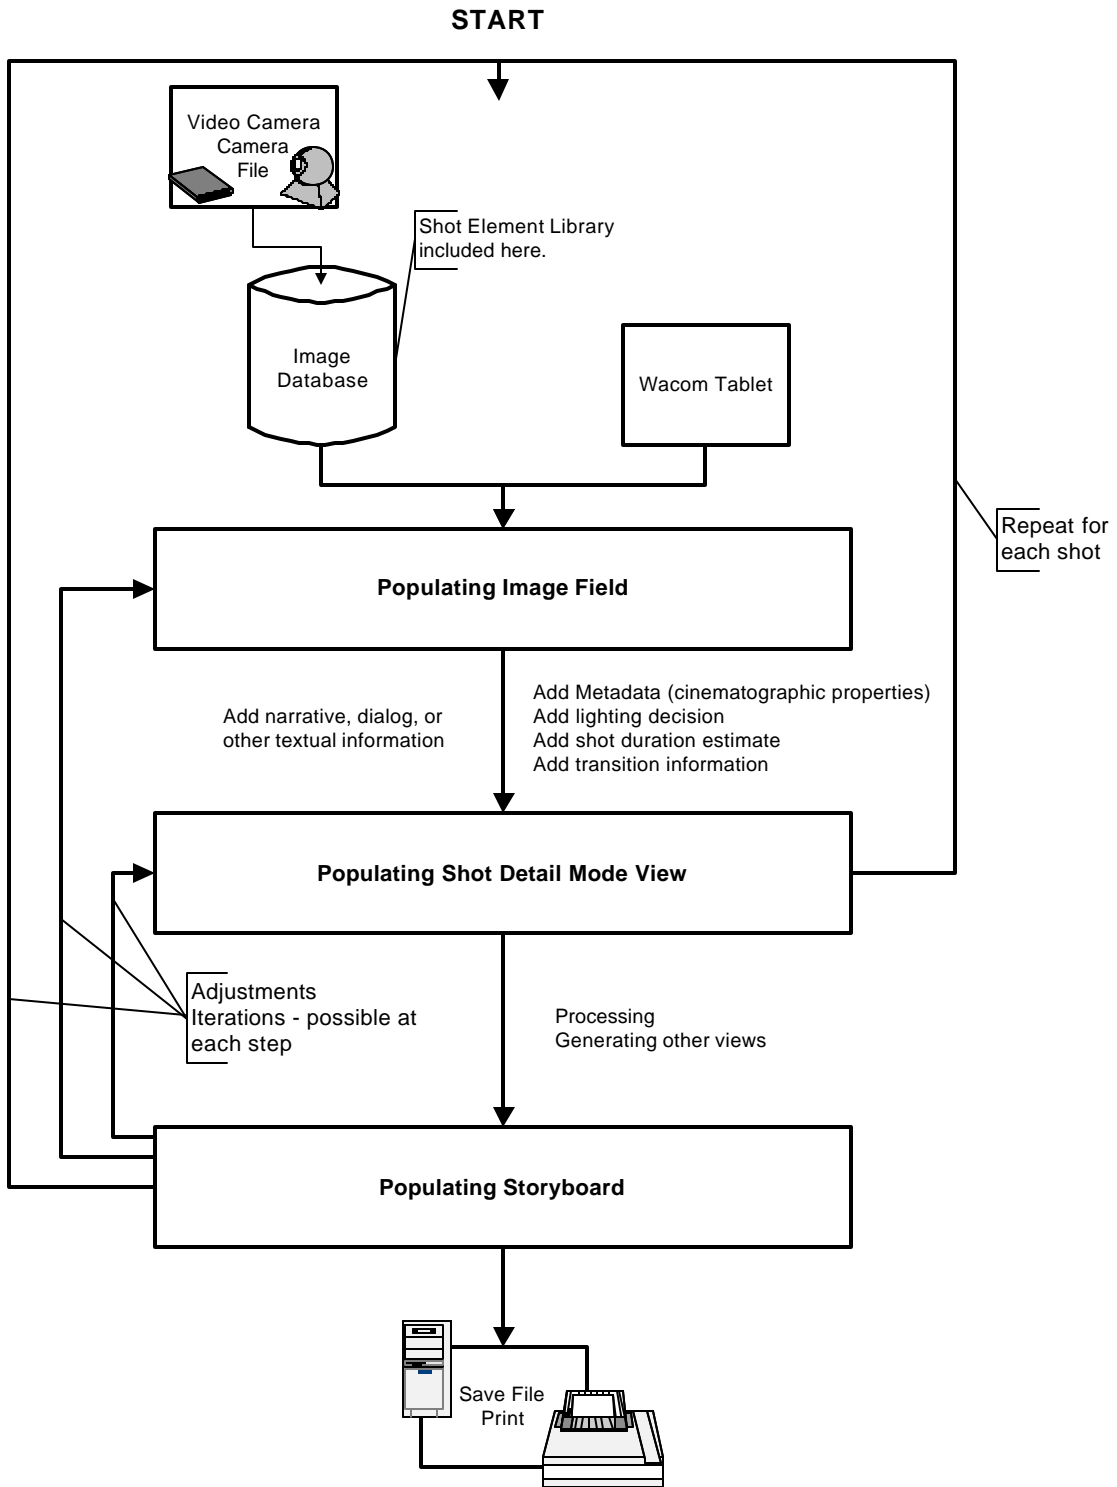 START
Video Camera
Camera
File
Shot Element Library
included here.
Image
Database
Wacom Tablet
Repeat for
each shot
Populating Image Field
Add narrative, dialog, or
other textual information
Add Metadata (cinematographic properties)
Add lighting decision
Add shot duration estimate
Add transition information
Populating Shot Detail Mode View
Adjustments
Iterations - possible at
each step
Processing
Generating other views
Populating Storyboard
Save File
Print